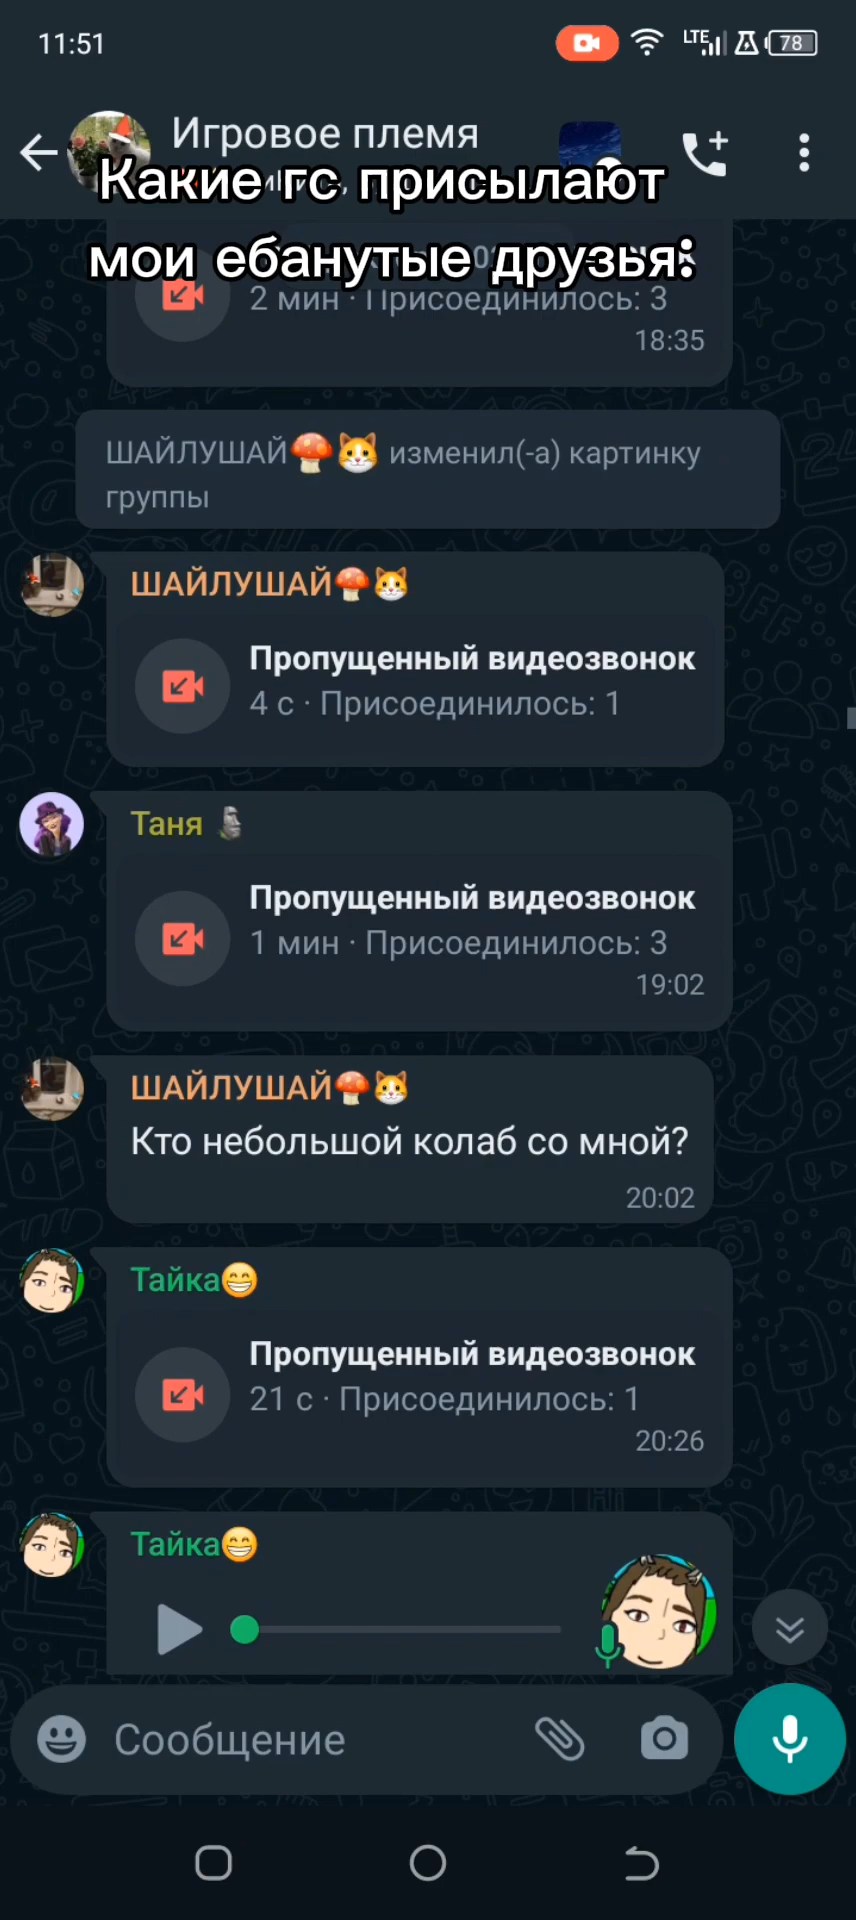 11:51
LTE
78
Игровое племя
Какие гс присылают
мои ебанутые друзья:
2 мин · Присоединилось: 3
18:35
ШАЙЛУШАЙ🍄🐱 изменил(-а) картинку
группы
ШАЙЛУШАЙ🍄🐱
Пропущенный видеозвонок
4 с · Присоединилось: 1
Таня 🗿
Пропущенный видеозвонок
1 мин · Присоединилось: 3
19:02
ШАЙЛУШАЙ🍄🐱
Кто небольшой колаб со мной?
20:02
Тайка😁
Пропущенный видеозвонок
21 с · Присоединилось: 1
20:26
Тайка😁
Сообщение